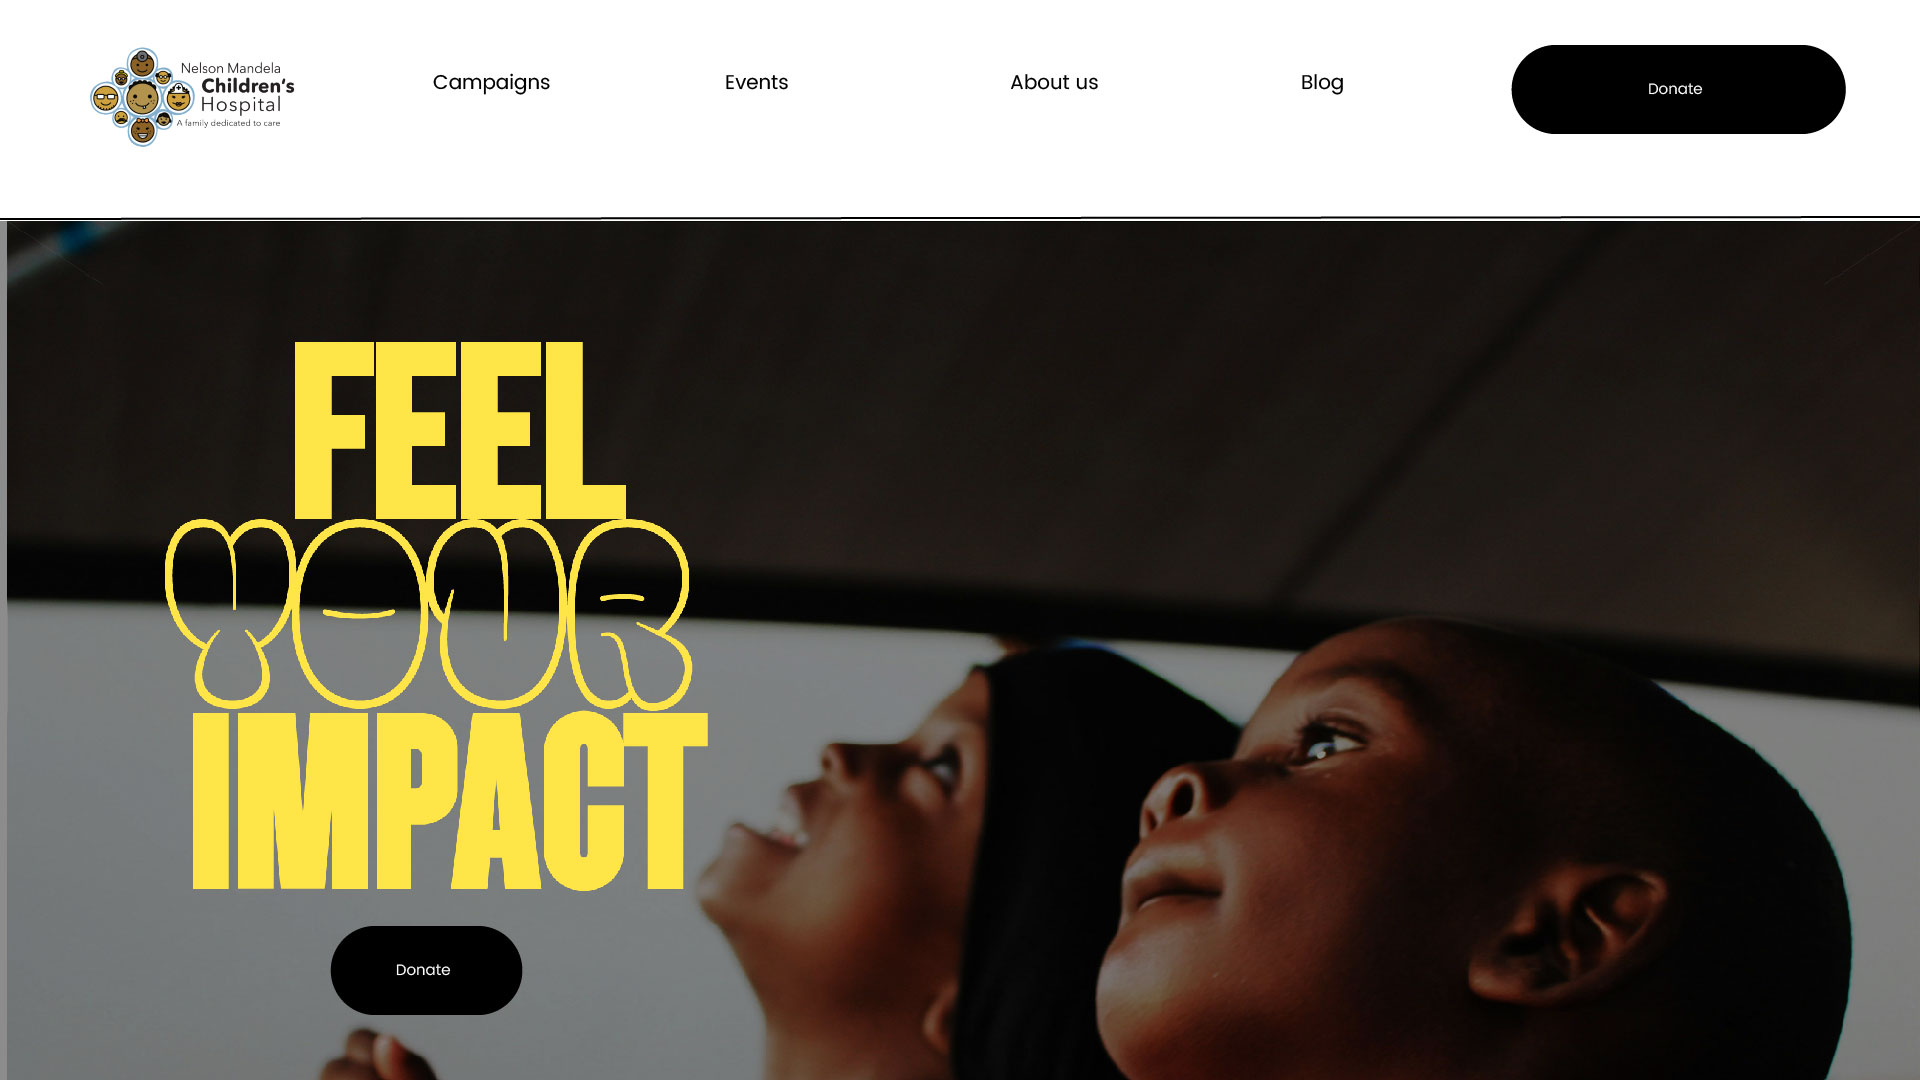 Nelson Mandela
Children's
Hospital
A family dedicated to care
Campaigns
Events
About us
Blog
Donate
FEEL
YOUR
IMPACT
Donate